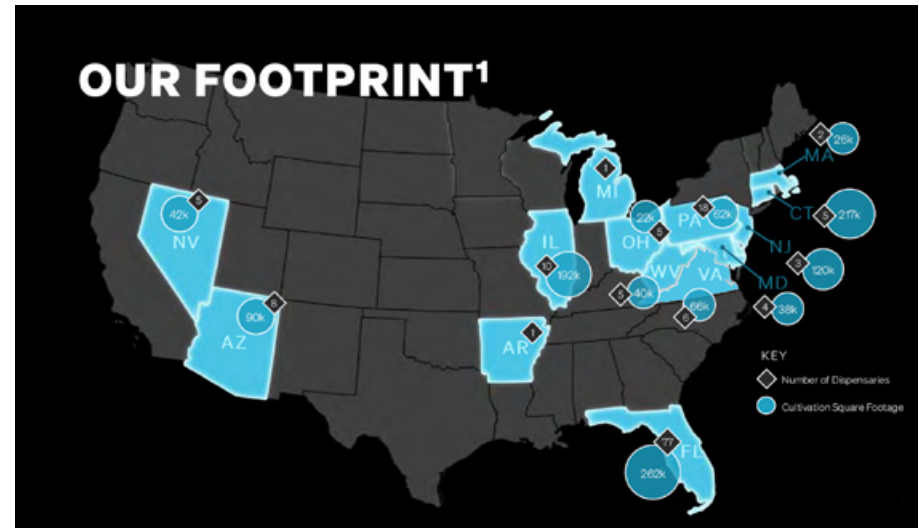 OUR FOOTPRINT¹
2
26k
MA
1
MI
5
42k
NV
22k
18
62k
PA
CT
5
217k
OH
5
NJ
IL
10
192k
WV
VA
3
120k
MD
5
40k
66k
6
4
38k
8
90k
AZ
1
AR
KEY
Number of Dispensaries
Cultivation Square Footage
77
FL
262k